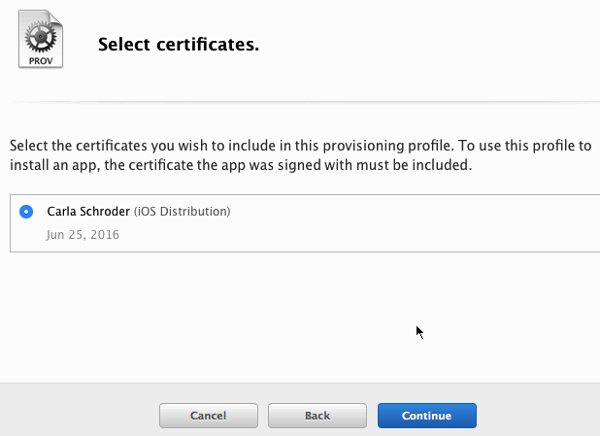 PROV
Select certificates.
Select the certificates you wish to include in this provisioning profile. To use this profile to
install an app, the certificate the app was signed with must be included.
Carla Schroder (iOS Distribution)
Jun 25, 2016
Cancel
Back
Continue